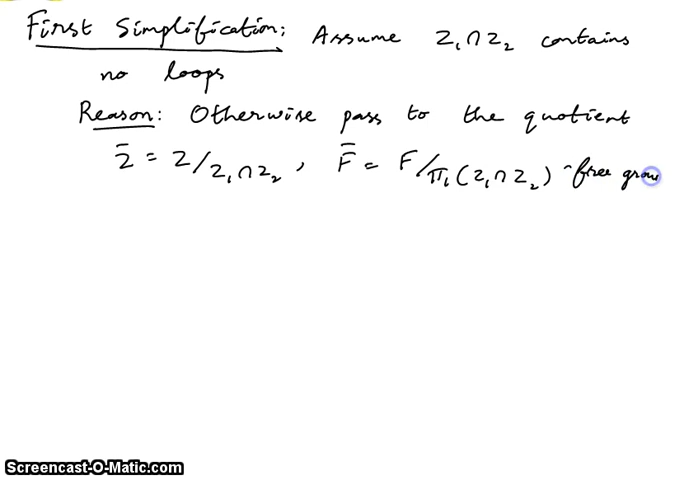 First Simplification: Assume Z₁∩Z₂ contains
no loops
Reason: Otherwise pass to the quotient
Z̄ = Z/Z₁∩Z₂, F̄ = F/π₁(Z₁∩Z₂) - free grou
Screencast-O-Matic.com